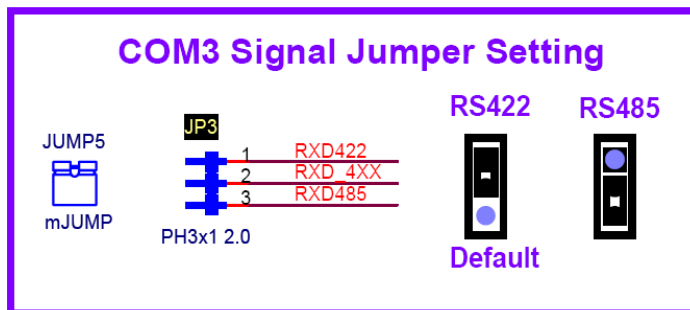 COM3 Signal Jumper Setting
RS422 RS485
JP3
JUMP5
1 RXD422
2 RXD_4XX
3 RXD485
mJUMP
PH3x1 2.0
Default